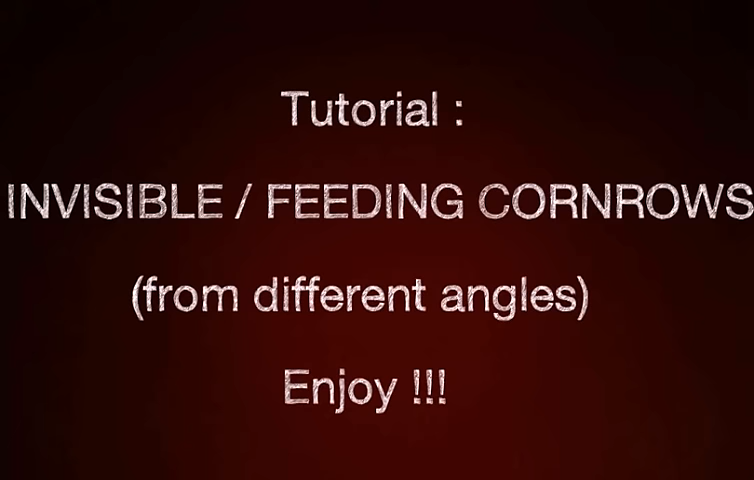 Tutorial :
INVISIBLE / FEEDING CORNROWS
(from different angles)
Enjoy !!!